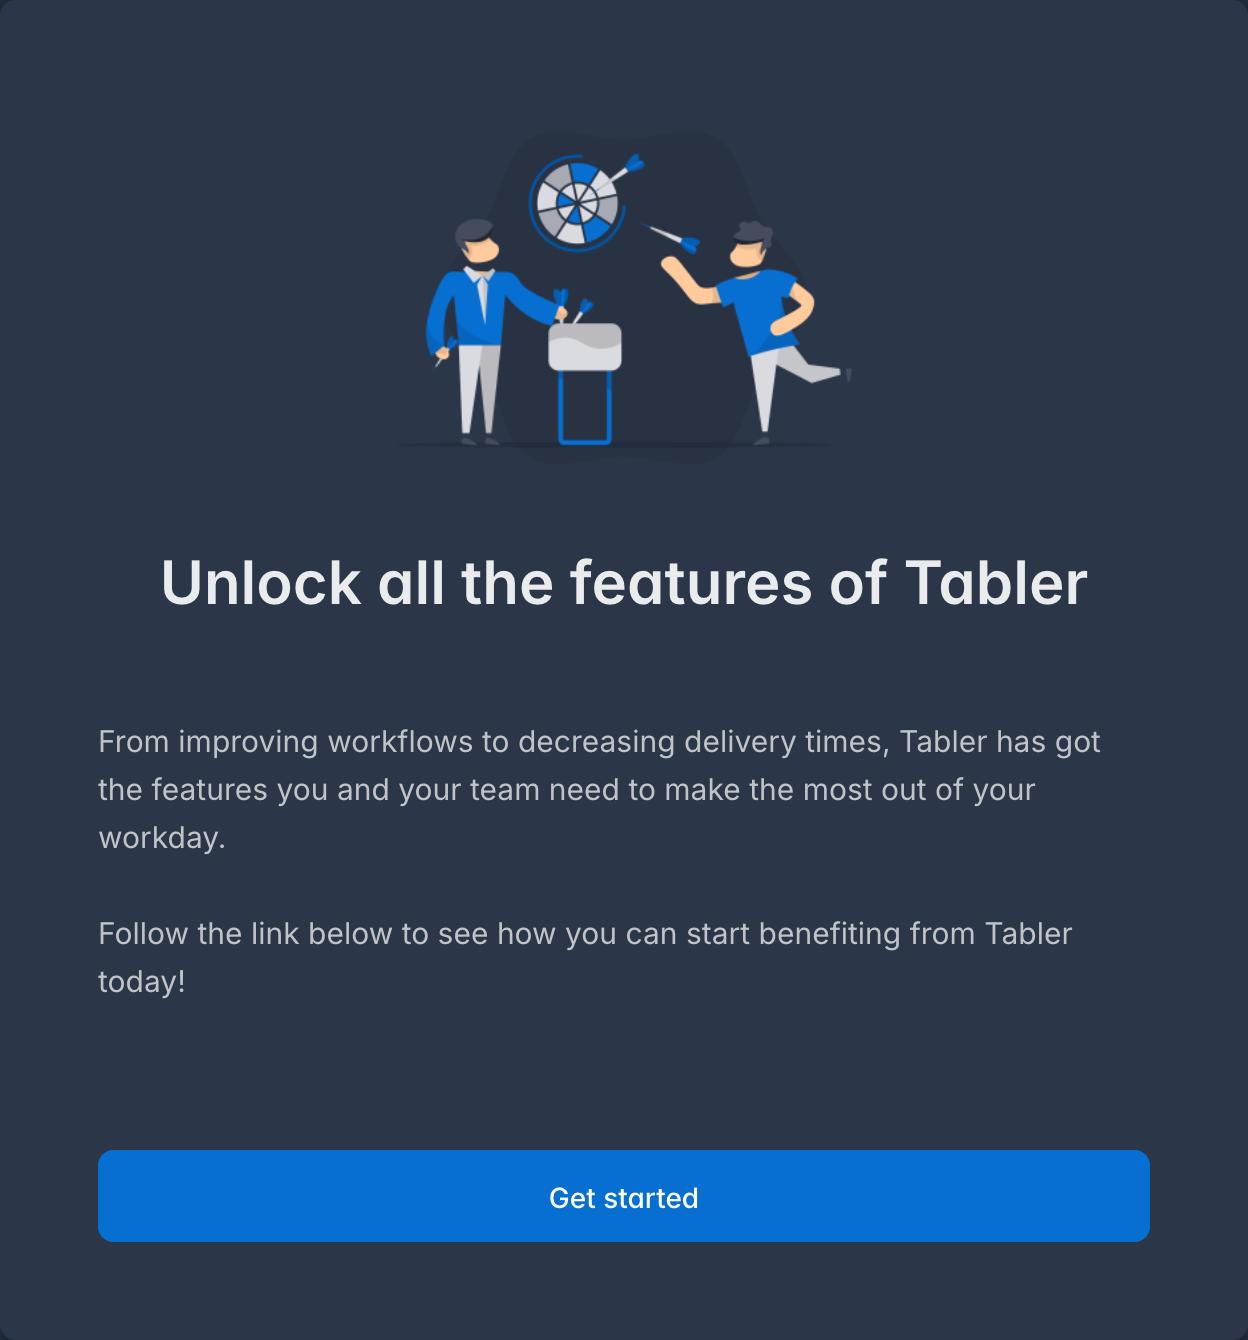 Unlock all the features of Tabler
From improving workflows to decreasing delivery times, Tabler has got
the features you and your team need to make the most out of your
workday.
Follow the link below to see how you can start benefiting from Tabler
today!
Get started